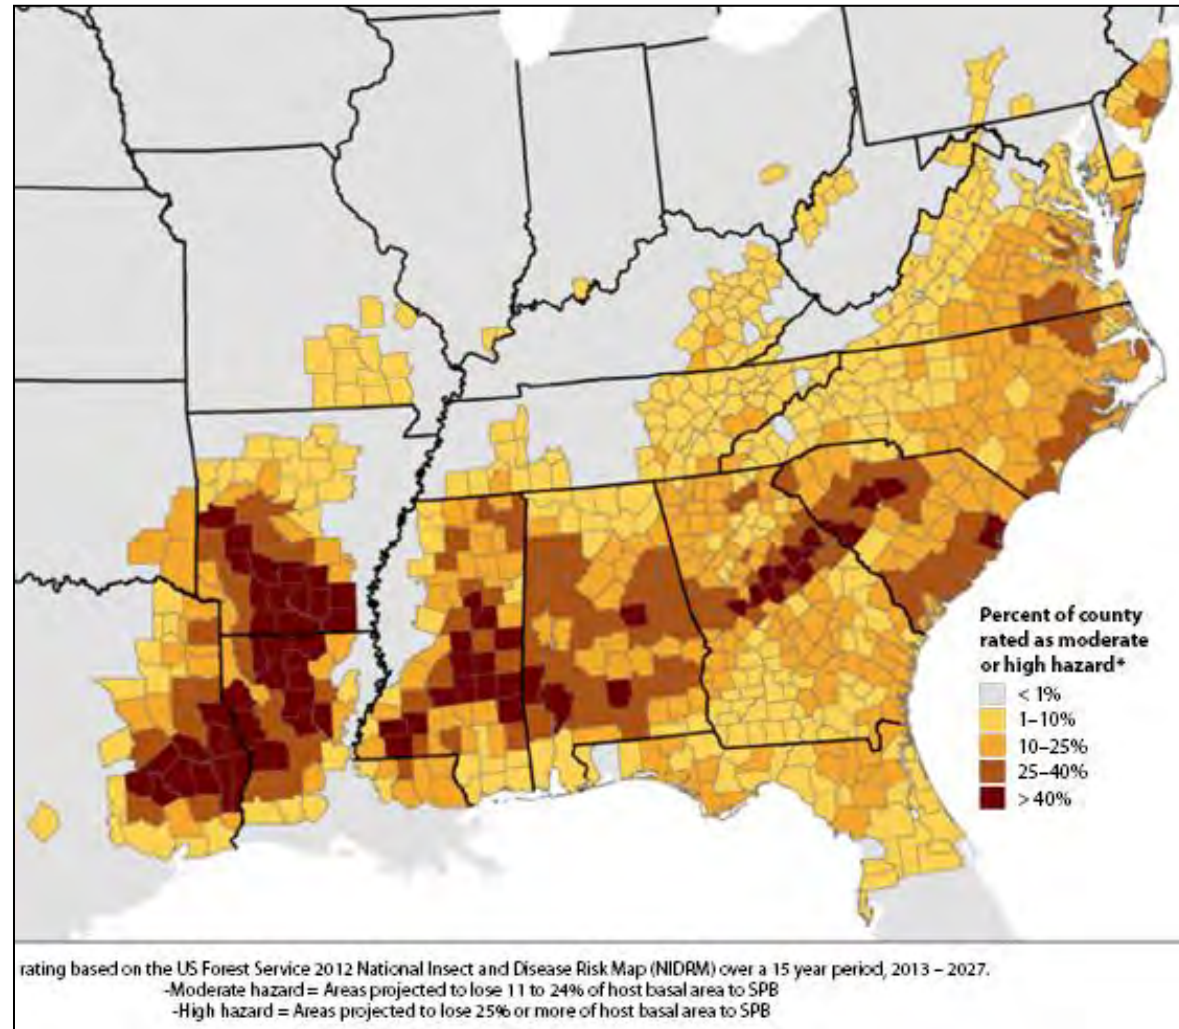 Percent of county
rated as moderate
or high hazard*
< 1%
1–10%
10–25%
25–40%
> 40%
rating based on the US Forest Service 2012 National Insect and Disease Risk Map (NIDRM) over a 15 year period, 2013 – 2027.
-Moderate hazard = Areas projected to lose 11 to 24% of host basal area to SPB
-High hazard = Areas projected to lose 25% or more of host basal area to SPB